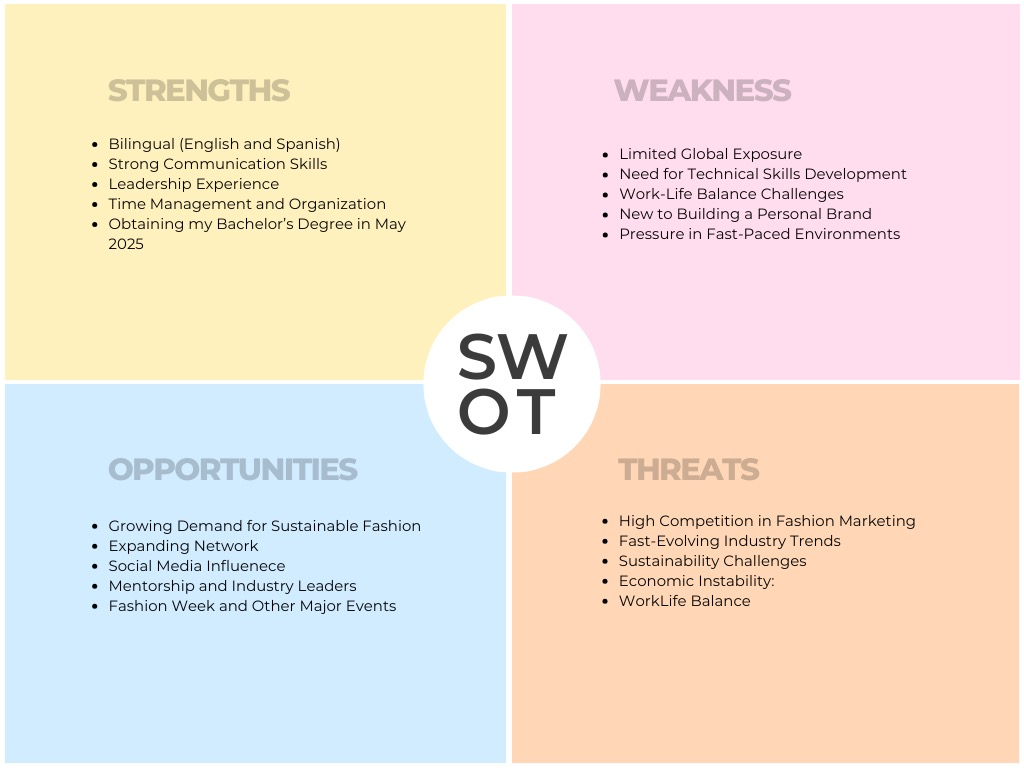 STRENGTHS
• Bilingual (English and Spanish)
• Strong Communication Skills
• Leadership Experience
• Time Management and Organization
• Obtaining my Bachelor’s Degree in May
2025
WEAKNESS
• Limited Global Exposure
• Need for Technical Skills Development
• Work-Life Balance Challenges
• New to Building a Personal Brand
• Pressure in Fast-Paced Environments
SW
OT
OPPORTUNITIES
• Growing Demand for Sustainable Fashion
• Expanding Network
• Social Media Influenece
• Mentorship and Industry Leaders
• Fashion Week and Other Major Events
THREATS
• High Competition in Fashion Marketing
• Fast-Evolving Industry Trends
• Sustainability Challenges
• Economic Instability:
• WorkLife Balance